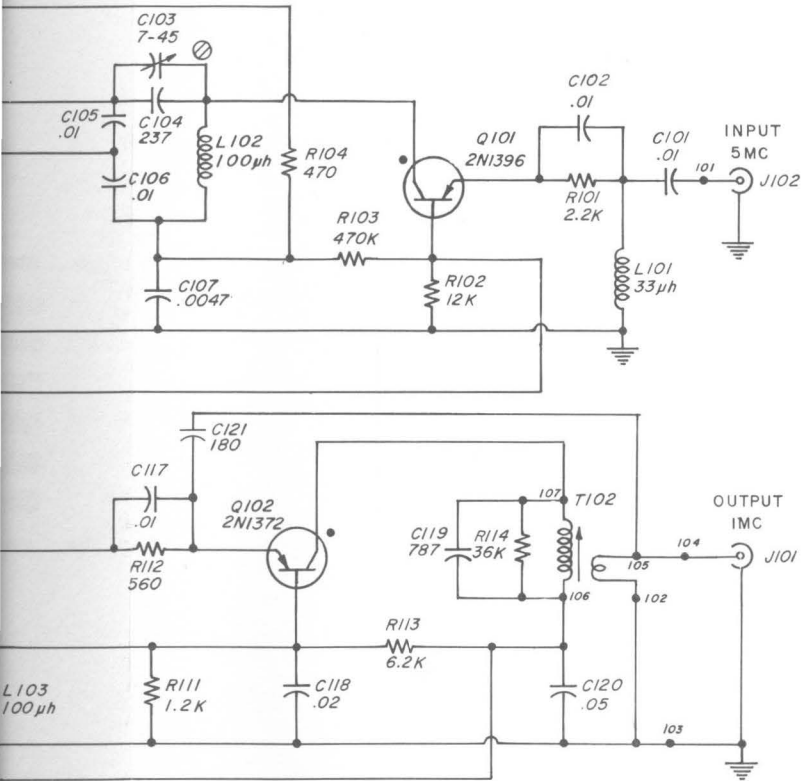 C103
7-45
C105
.01
C104
237
L102
100μh
C106
.01
R104
470
Q101
2N1396
C102
.01
C101
.01
101
INPUT
5MC
J102
R101
2.2K
R103
470K
L101
33μh
C107
.0047
R102
12K
C121
180
C117
.01
Q102
2N1372
107
T102
OUTPUT
1MC
C119
787
R114
36K
104
105
J101
R112
560
106
102
R113
6.2K
L103
100μh
R111
1.2K
C118
.02
C120
.05
103